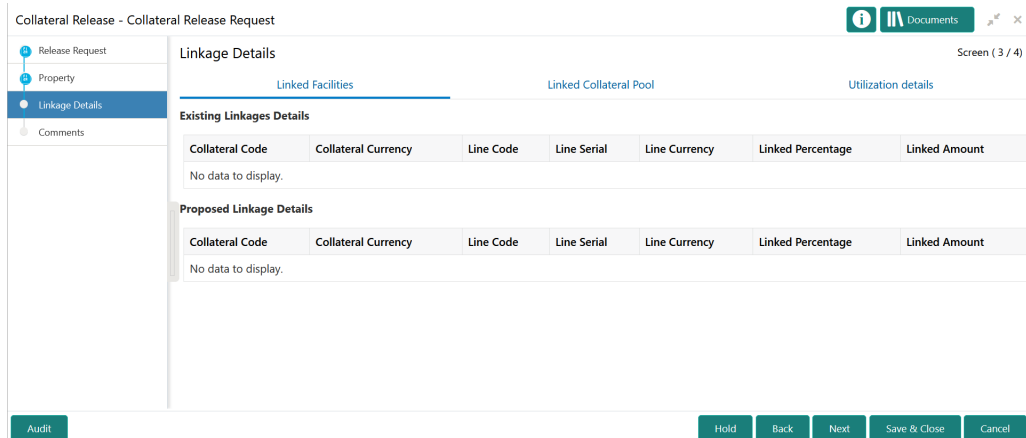 Collateral Release - Collateral Release Request
Documents
Release Request
Property
Linkage Details
Comments
Linkage Details
Screen ( 3 / 4)
Linked Facilities Linked Collateral Pool Utilization details
Existing Linkages Details
Collateral Code Collateral Currency Line Code Line Serial Line Currency Linked Percentage Linked Amount
No data to display.
Proposed Linkage Details
Collateral Code Collateral Currency Line Code Line Serial Line Currency Linked Percentage Linked Amount
No data to display.
Audit Hold Back Next Save & Close Cancel